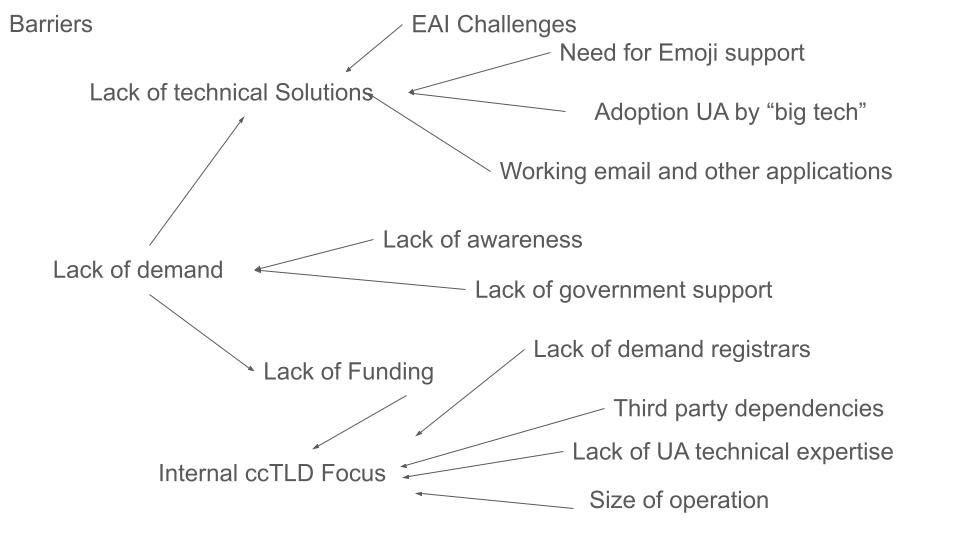 Barriers
EAI Challenges
Need for Emoji support
Lack of technical Solutions
Adoption UA by “big tech”
Working email and other applications
Lack of awareness
Lack of demand
Lack of government support
Lack of demand registrars
Lack of Funding
Third party dependencies
Lack of UA technical expertise
Internal ccTLD Focus
Size of operation